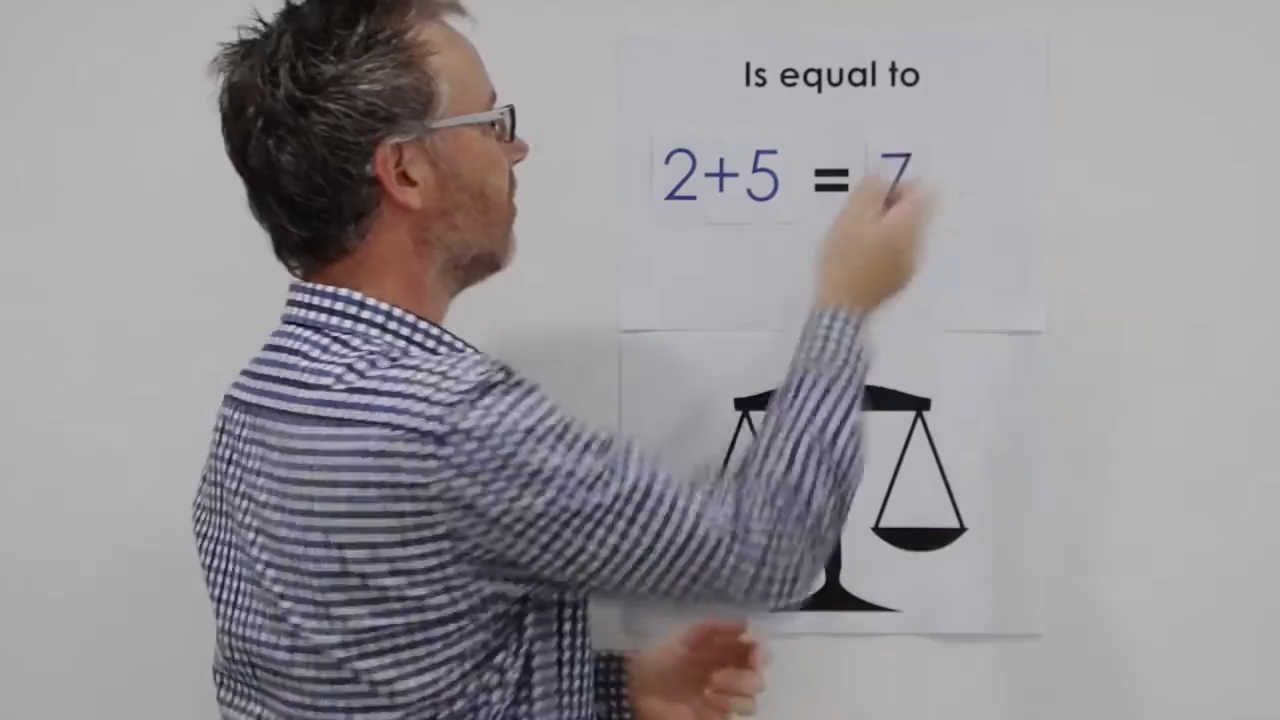 Is equal to
2+5 = 7